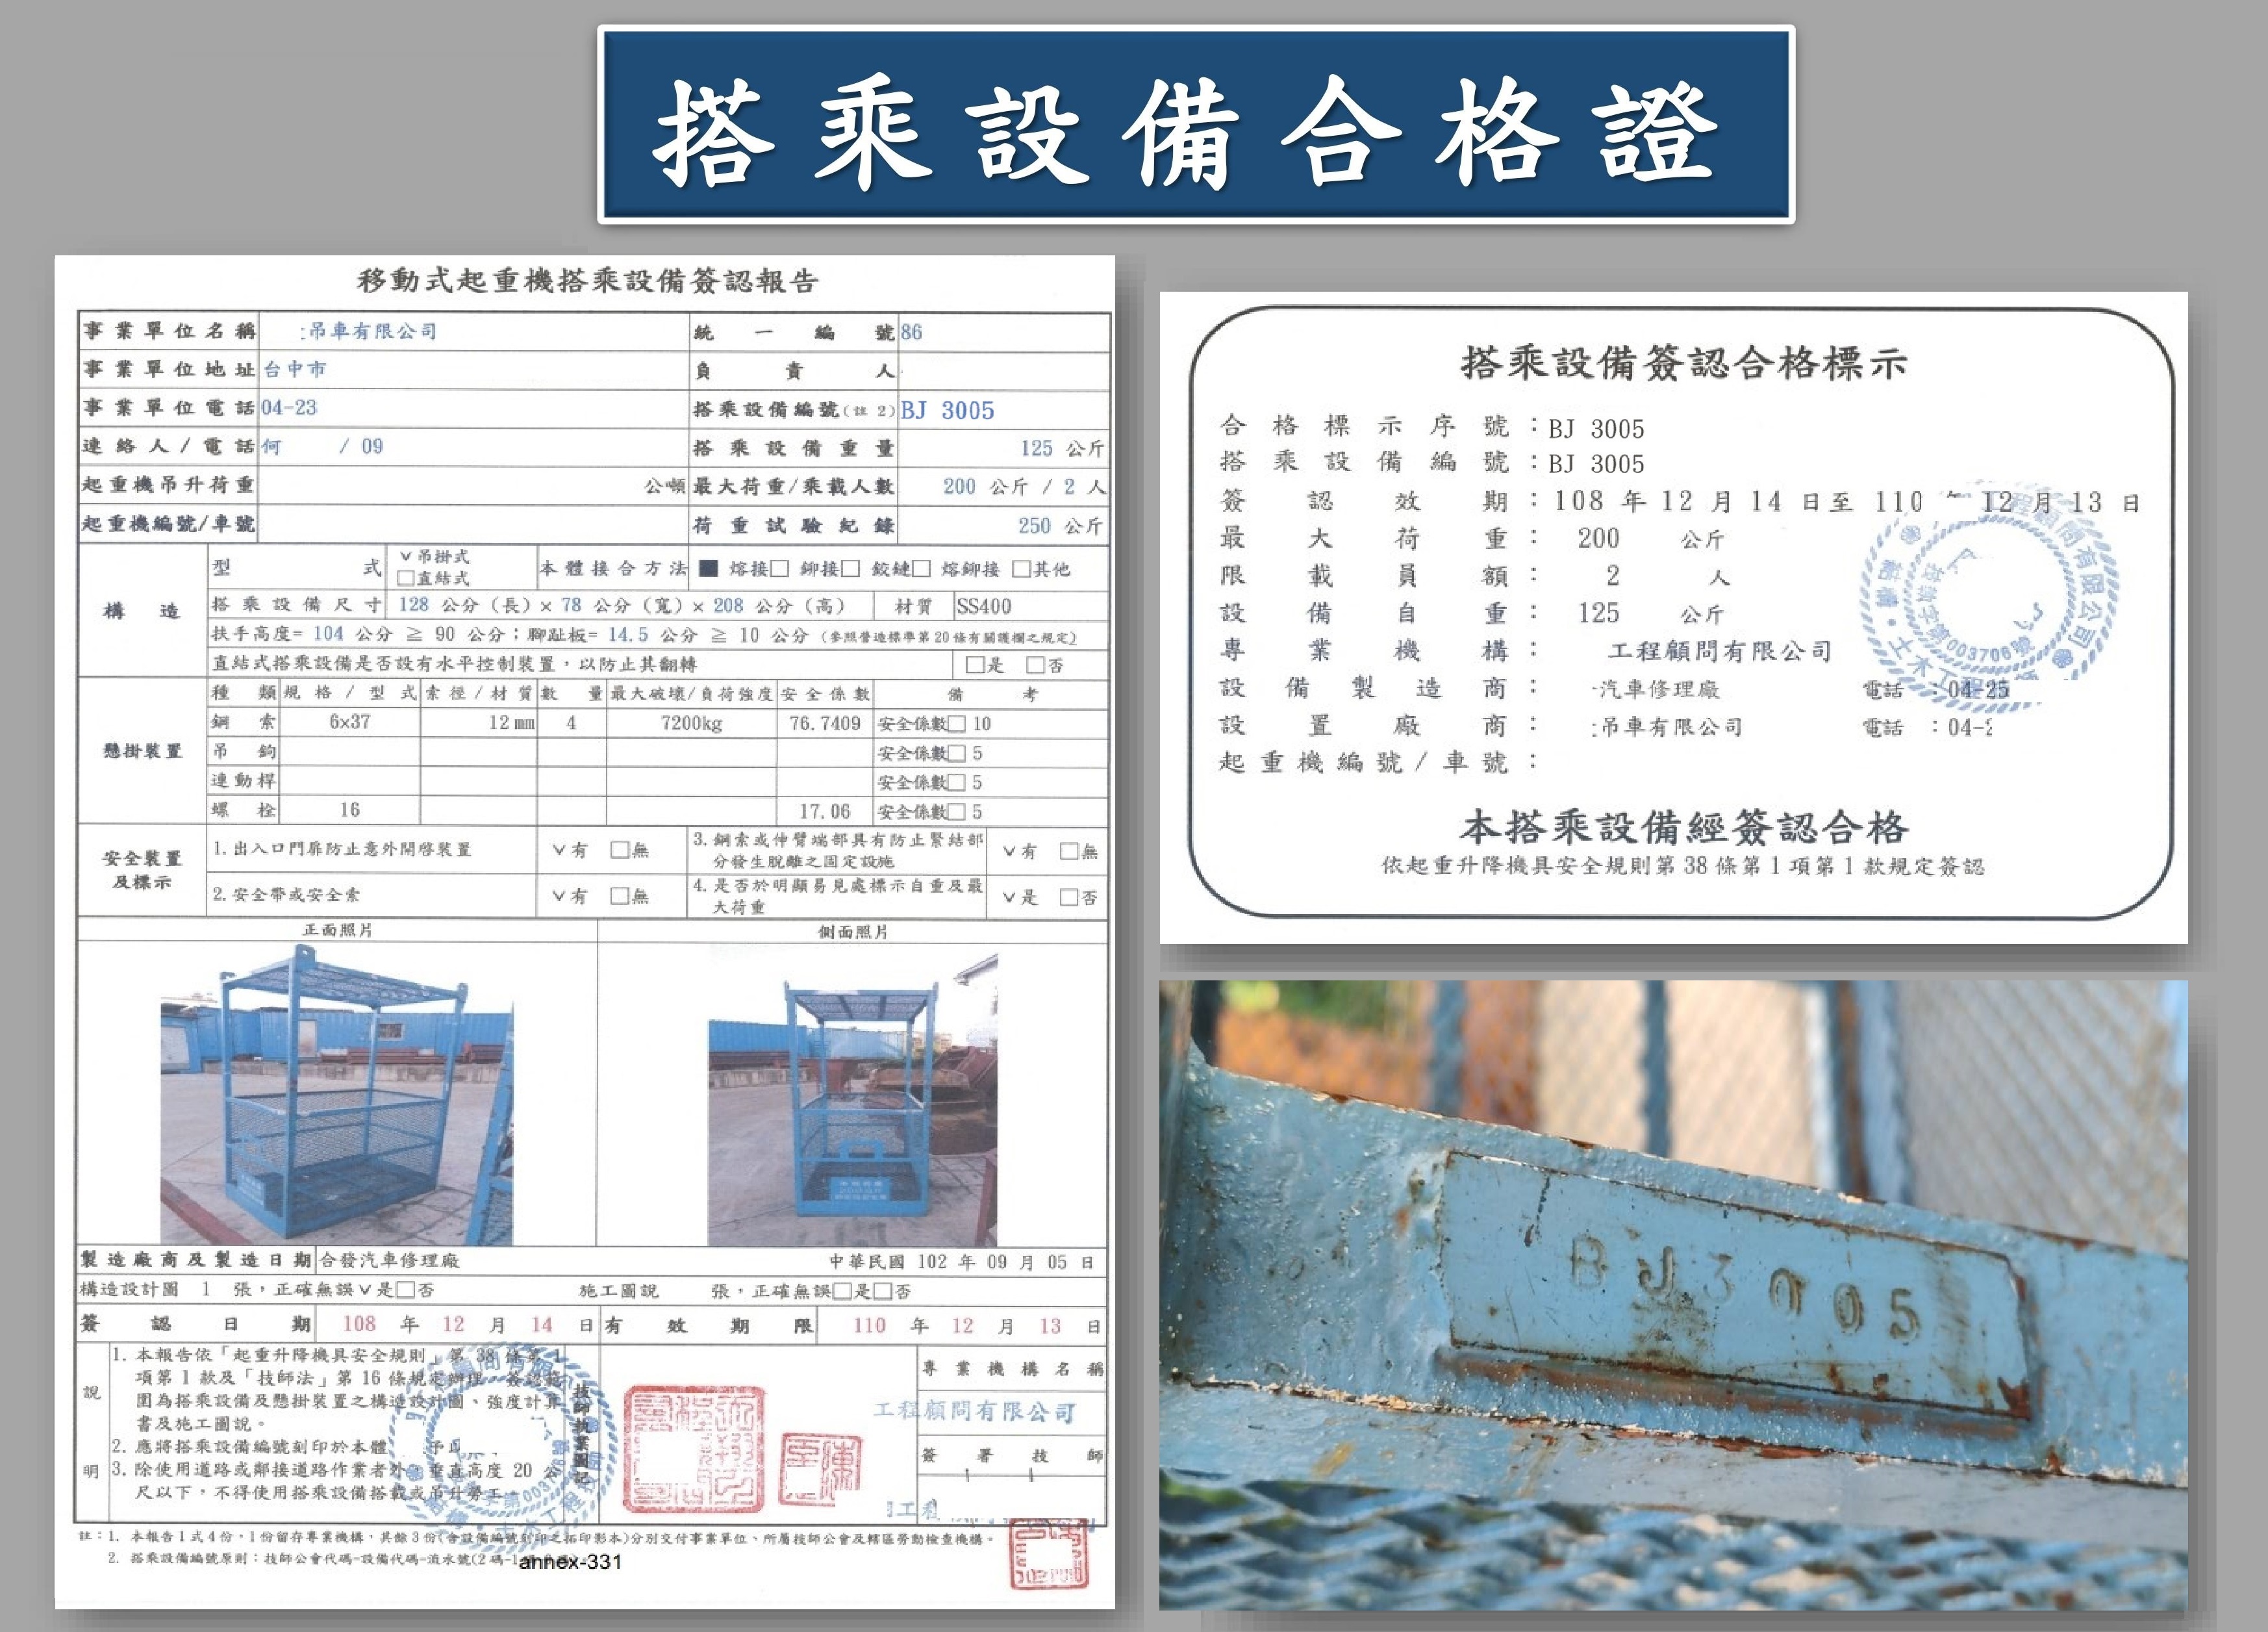 搭乘設備合格證
移動式起重機搭乘設備簽認報告
事業單位名稱 吊車有限公司 統一編號 86
事業單位地址 台中市 負責人
事業單位電話 04-23 搭乘設備編號(註 2) BJ 3005
連絡人/電話 何 / 09 搭乘設備重量 125 公斤
起重機吊升荷重 公噸 最大荷重/乘載人數 200 公斤 / 2 人
起重機編號/車號 荷重試驗紀錄 250 公斤
構造
型式 ∨吊掛式 □直結式 本體接合方法 ■ 熔接□ 鉚接□ 鉸鏈□ 熔鉚接 □其他
搭乘設備尺寸 128 公分(長)×78 公分(寬)×208 公分(高) 材質 SS400
扶手高度= 104 公分 ≧ 90 公分;腳趾板= 14.5 公分 ≧ 10 公分 (參照營造標準第20條有關護欄之規定)
直結式搭乘設備是否設有水平控制裝置,以防止其翻轉 □是 □否
懸掛裝置
種類 規格/型式 索徑/材質 數量 最大破壞/負荷強度 安全係數 備考
鋼索 6×37 12mm 4 7200kg 76.7409 安全係數□ 10
吊鉤 安全係數□ 5
連動桿 安全係數□ 5
螺栓 16 17.06 安全係數□ 5
安全裝置及標示
1.出入口門扉防止意外開啓裝置 ∨有 □無
3.鋼索或伸臂端部具有防止緊結部分發生脫離之固定設施 ∨有 □無
2.安全帶或安全索 ∨有 □無
4.是否於明顯易見處標示自重及最大荷重 ∨是 □否
正面照片 側面照片
製造廠商及製造日期 合發汽車修理廠 中華民國 102 年 09 月 05 日
構造設計圖 1 張,正確無誤∨是□否 施工圖說 張,正確無誤□是□否
簽認日期 108 年 12 月 14 日 有效期限 110 年 12 月 13 日
說明
1. 本報告依「起重升降機具安全規則」第 38 條第 1
項第 1 款及「技師法」第 16 條規定辦理,簽認範
圍為搭乘設備及懸掛裝置之構造設計圖、強度計算
書及施工圖說。
2. 應將搭乘設備編號刻印於本體
3. 除使用道路或鄰接道路作業者外,垂直高度 20 公
尺以下,不得使用搭乘設備搭載或吊升勞工
技師執業圖記
專業機構名稱
工程顧問有限公司
簽署技師
註:1. 本報告1式4份,1份留存專業機構,其餘3份(含設備編號刻印之拓印影本)分別交付事業單位、所屬技師公會及轄區勞動檢查機構。
2. 搭乘設備編號原則:技師公會代碼-設備代碼-流水號(2碼-1
annex-331
搭乘設備簽認合格標示
合格標示序號:BJ 3005
搭乘設備編號:BJ 3005
簽認效期:108 年 12 月 14 日至 110 12 月 13 日
最大荷重: 200 公斤
限載員額: 2 人
設備自重: 125 公斤
專業機構: 工程顧問有限公司
設備製造商: 汽車修理廠 電話 :04-25
設置廠商: 吊車有限公司 電話 :04-2
起重機編號/車號:
本搭乘設備經簽認合格
依起重升降機具安全規則第 38 條第 1 項第 1 款規定簽認
BJ3005